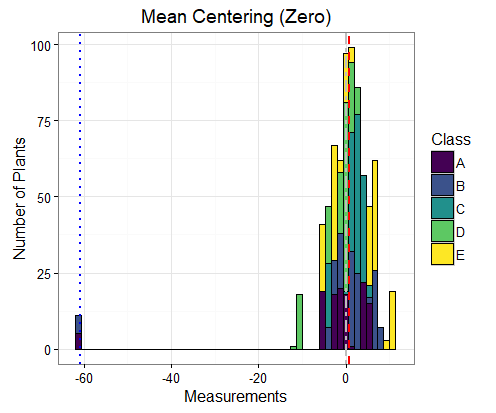 Mean Centering (Zero)
100
75
50
25
0
Number of Plants
-60
-40
-20
0
Measurements
Class
A
B
C
D
E